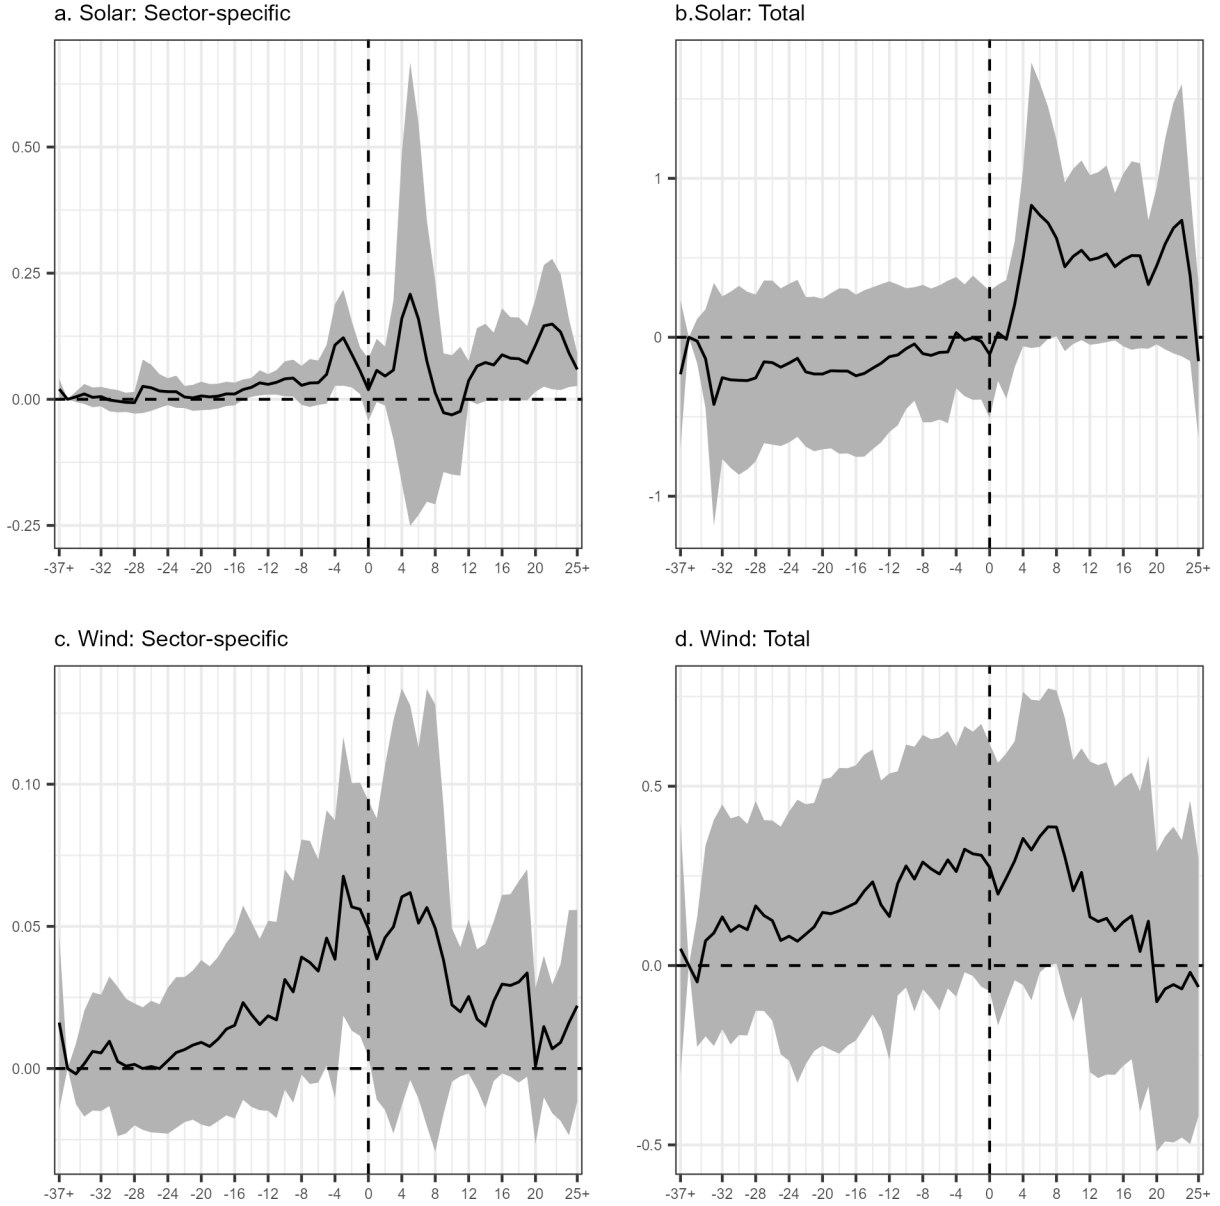 a. Solar: Sector-specific
0.50
0.25
0.00
-0.25
-37+ -32 -28 -24 -20 -16 -12 -8 -4 0 4 8 12 16 20 25+
b.Solar: Total
1
0
-1
-37+ -32 -28 -24 -20 -16 -12 -8 -4 0 4 8 12 16 20 25+
c. Wind: Sector-specific
0.10
0.05
0.00
-37+ -32 -28 -24 -20 -16 -12 -8 -4 0 4 8 12 16 20 25+
d. Wind: Total
0.5
0.0
-0.5
-37+ -32 -28 -24 -20 -16 -12 -8 -4 0 4 8 12 16 20 25+